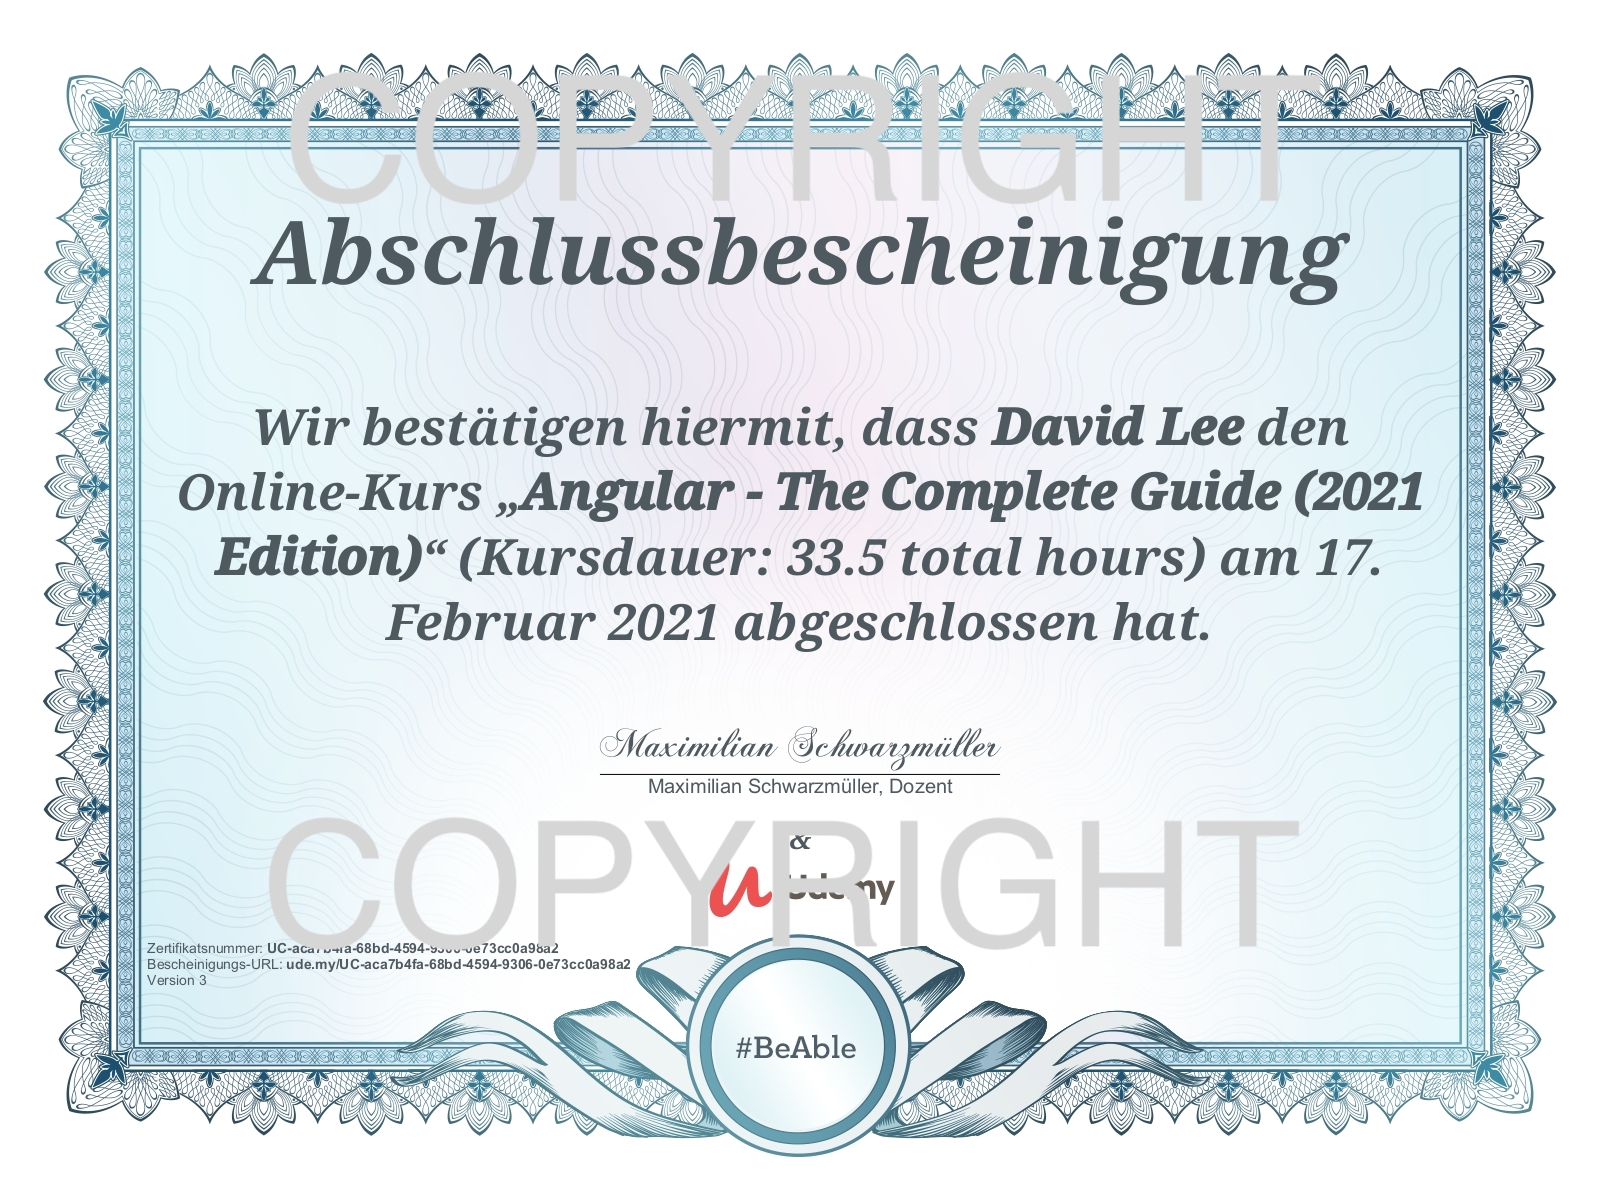 COPYRIGHT
Abschlussbescheinigung
Wir bestätigen hiermit, dass David Lee den
Online-Kurs „Angular - The Complete Guide (2021
Edition)“ (Kursdauer: 33.5 total hours) am 17.
Februar 2021 abgeschlossen hat.
Maximilian Schwarzmüller
Maximilian Schwarzmüller, Dozent
&
COPYRIGHT
Udemy
Zertifikatsnummer: UC-aca7b4fa-68bd-4594-9306-0e73cc0a98a2
Bescheinigungs-URL: ude.my/UC-aca7b4fa-68bd-4594-9306-0e73cc0a98a2
Version 3
#BeAble